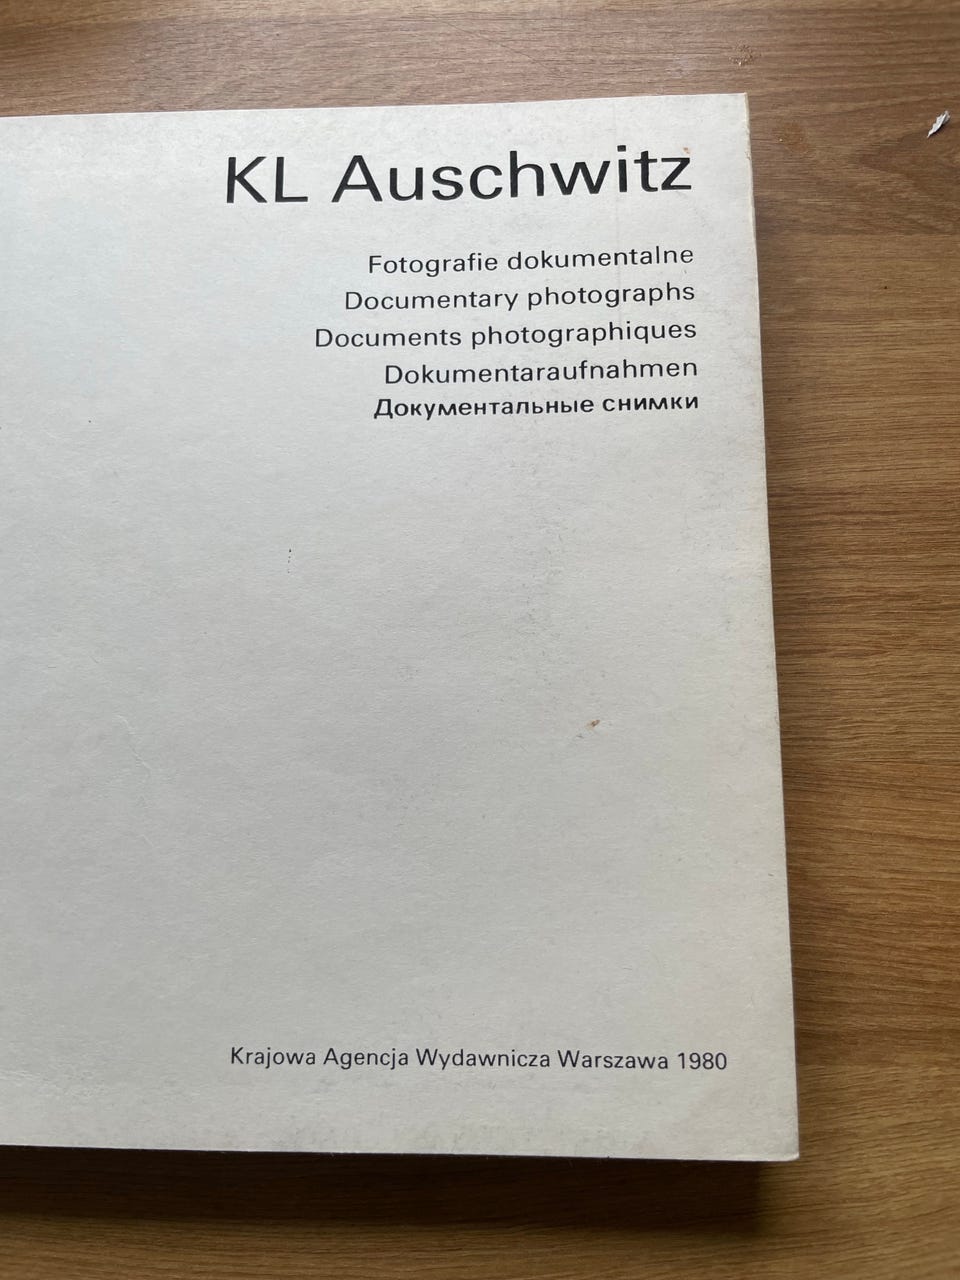 KL Auschwitz
Fotografie dokumentalne
Documentary photographs
Documents photographiques
Dokumentaraufnahmen
Документальные снимки
Krajowa Agencja Wydawnicza Warszawa 1980